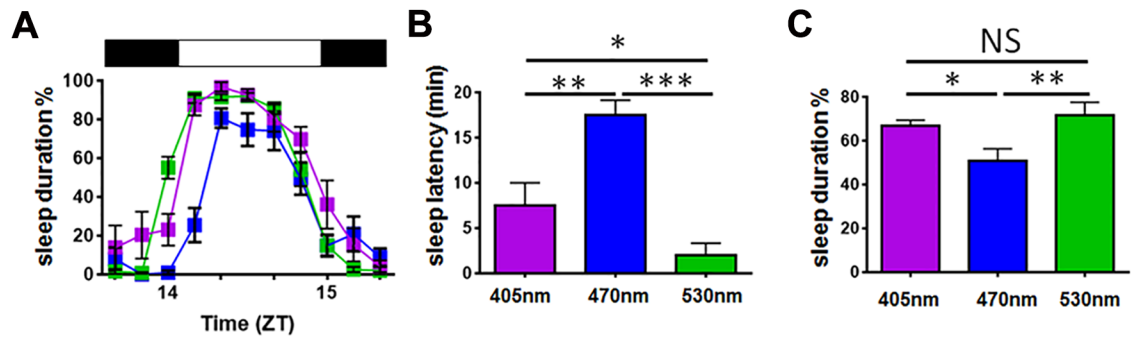 A
sleep duration %
100
80
60
40
20
0
14 15
Time (ZT)
B
sleep latency (min)
20
15
10
5
0
*
** ***
405nm 470nm 530nm
C
sleep duration %
80
60
40
20
0
NS
* **
405nm 470nm 530nm